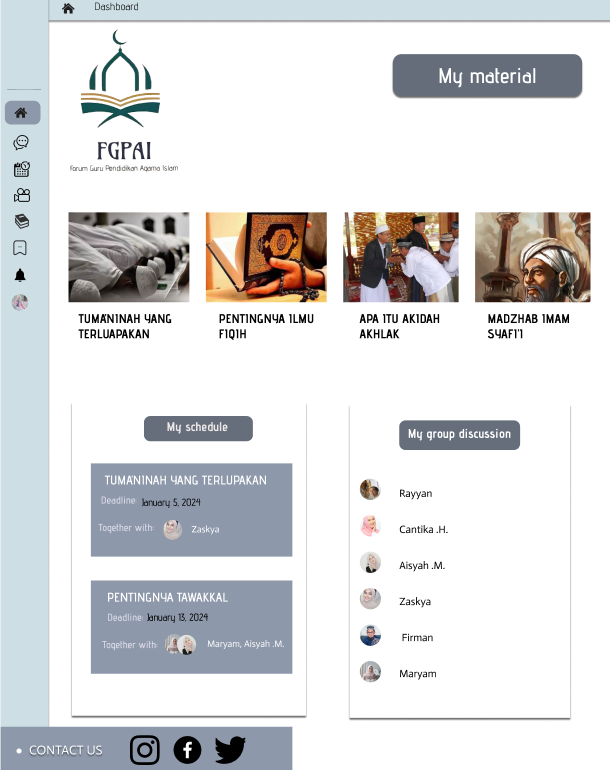 Dashboard
My material
FGPAI
Forum Guru Pendidikan Agama Islam
TUMA'NINAH YANG
TERLUAPAKAN
PENTINGNYA ILMU
FIQIH
APA ITU AKIDAH
AKHLAK
MADZHAB IMAM
SYAFI'I
My schedule
TUMA'NINAH YANG TERLUPAKAN
Deadline: January 5, 2024
Together with: Zaskya
PENTINGNYA TAWAKKAL
Deadline: January 13, 2024
Together with: Maryam, Aisyah .M.
My group discussion
Rayyan
Cantika .H.
Aisyah .M.
Zaskya
Firman
Maryam
CONTACT US